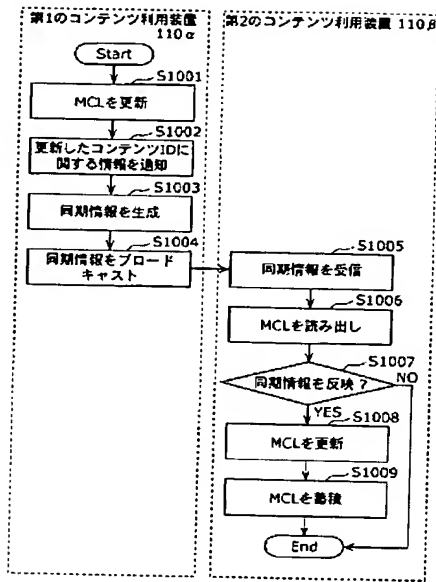 第1のコンテンツ利用装置
110α
Start
S1001
MCLを更新
S1002
更新したコンテンツIDに
関する情報を通知
S1003
同期情報を生成
S1004
同期情報をブロード
キャスト
第2のコンテンツ利用装置 110β
S1005
同期情報を受信
S1006
MCLを読み出し
S1007
同期情報を反映?
NO
YES
S1008
MCLを更新
S1009
MCLを蓄積
End